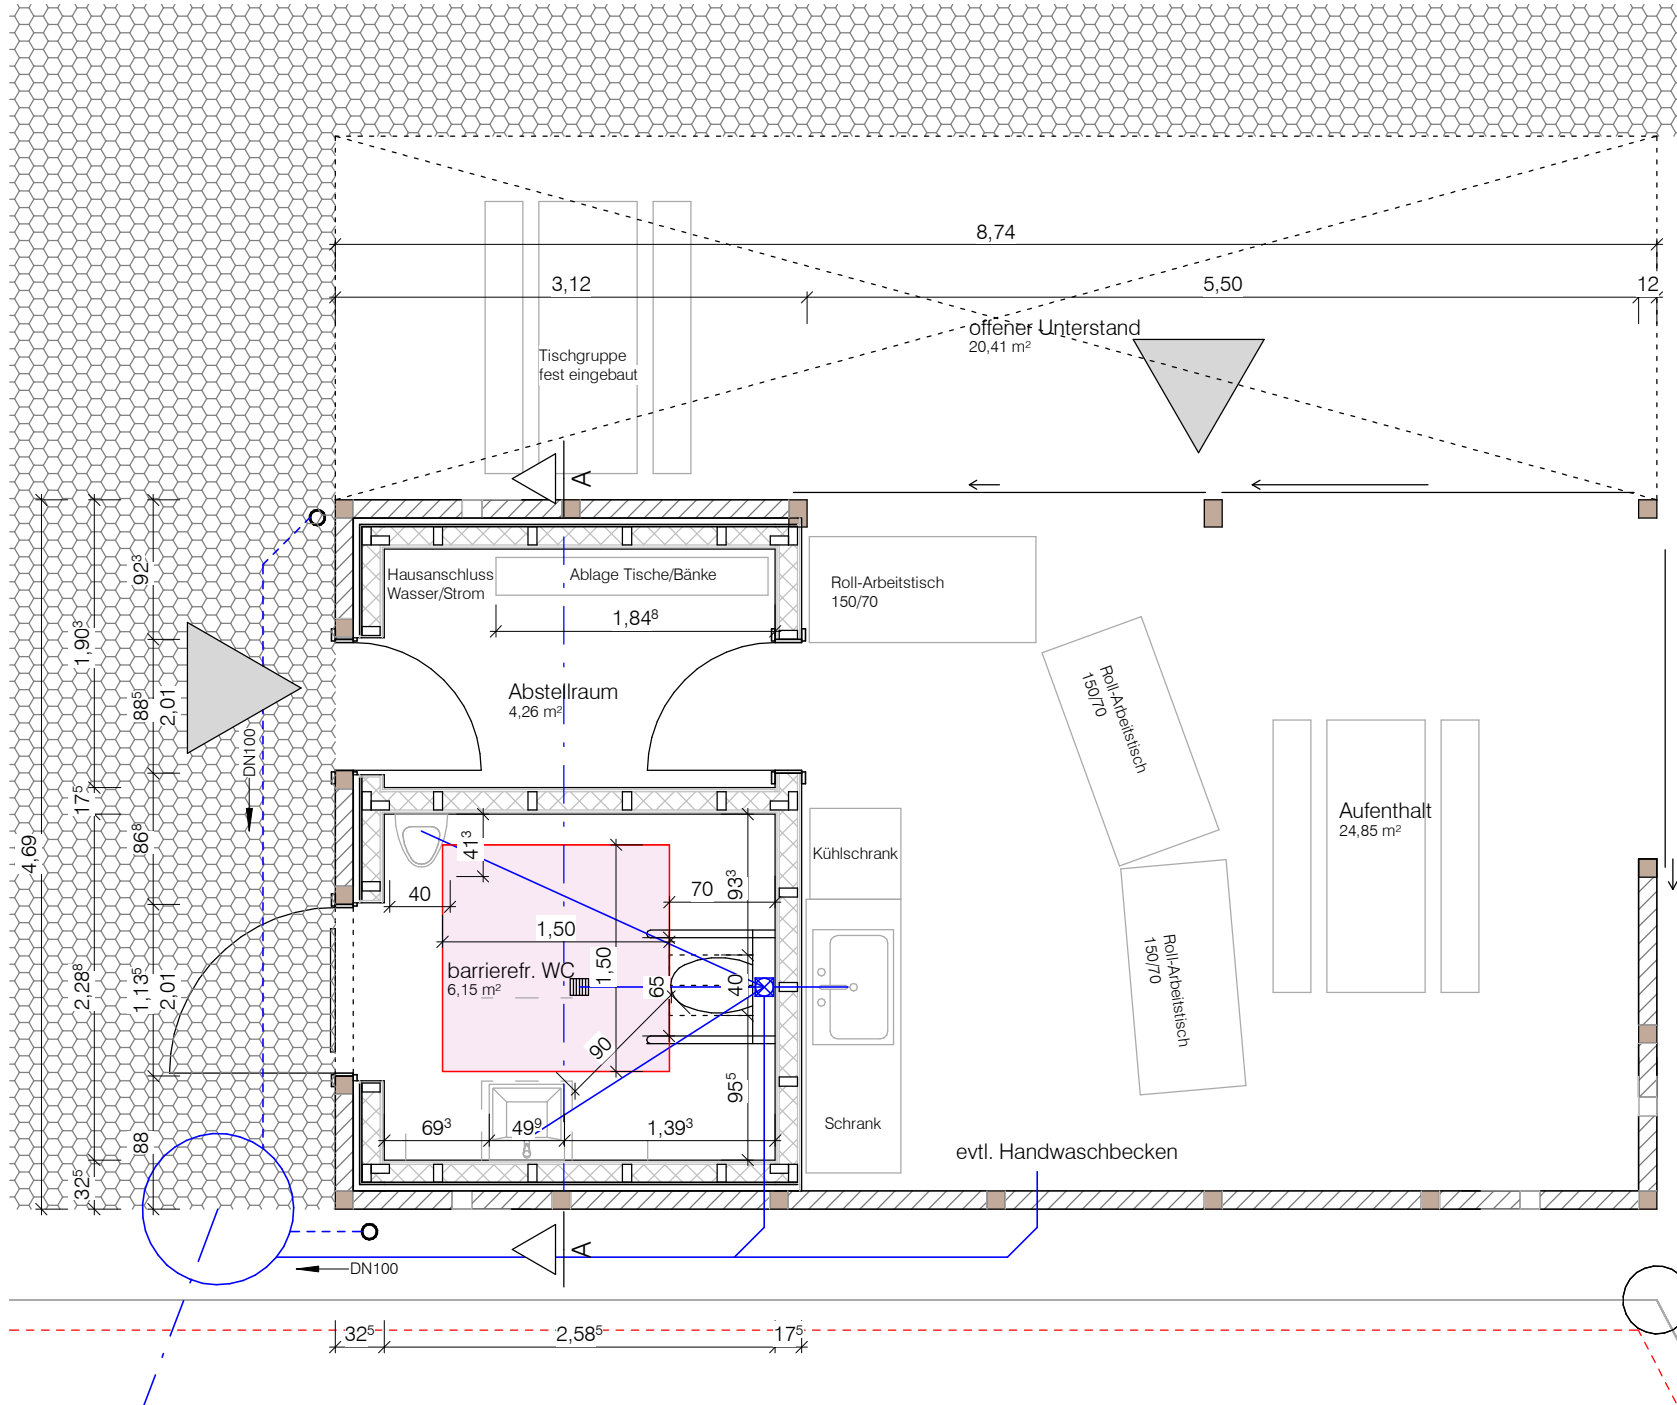 8,74
3,12
5,50
12
offener Unterstand
20,41 m²
Tischgruppe
fest eingebaut
A
Hausanschluss
Wasser/Strom
Ablage Tische/Bänke
1,84⁸
Roll-Arbeitstisch
150/70
Roll-Arbeitstisch
150/70
Roll-Arbeitstisch
150/70
Abstellraum
4,26 m²
Aufenthalt
24,85 m²
92³
1,90³
88⁵
2,01
DN100
17⁵
86⁸
4,69
2,28⁸
1,13⁵
2,01
88
32⁵
41³
40
70
93³
1,50
1,50
barrierefr. WC
6,15 m²
65
40
90
95⁵
69³
49⁹
1,39³
Kühlschrank
Schrank
evtl. Handwaschbecken
A
DN100
32⁵
2,58⁵
17⁵